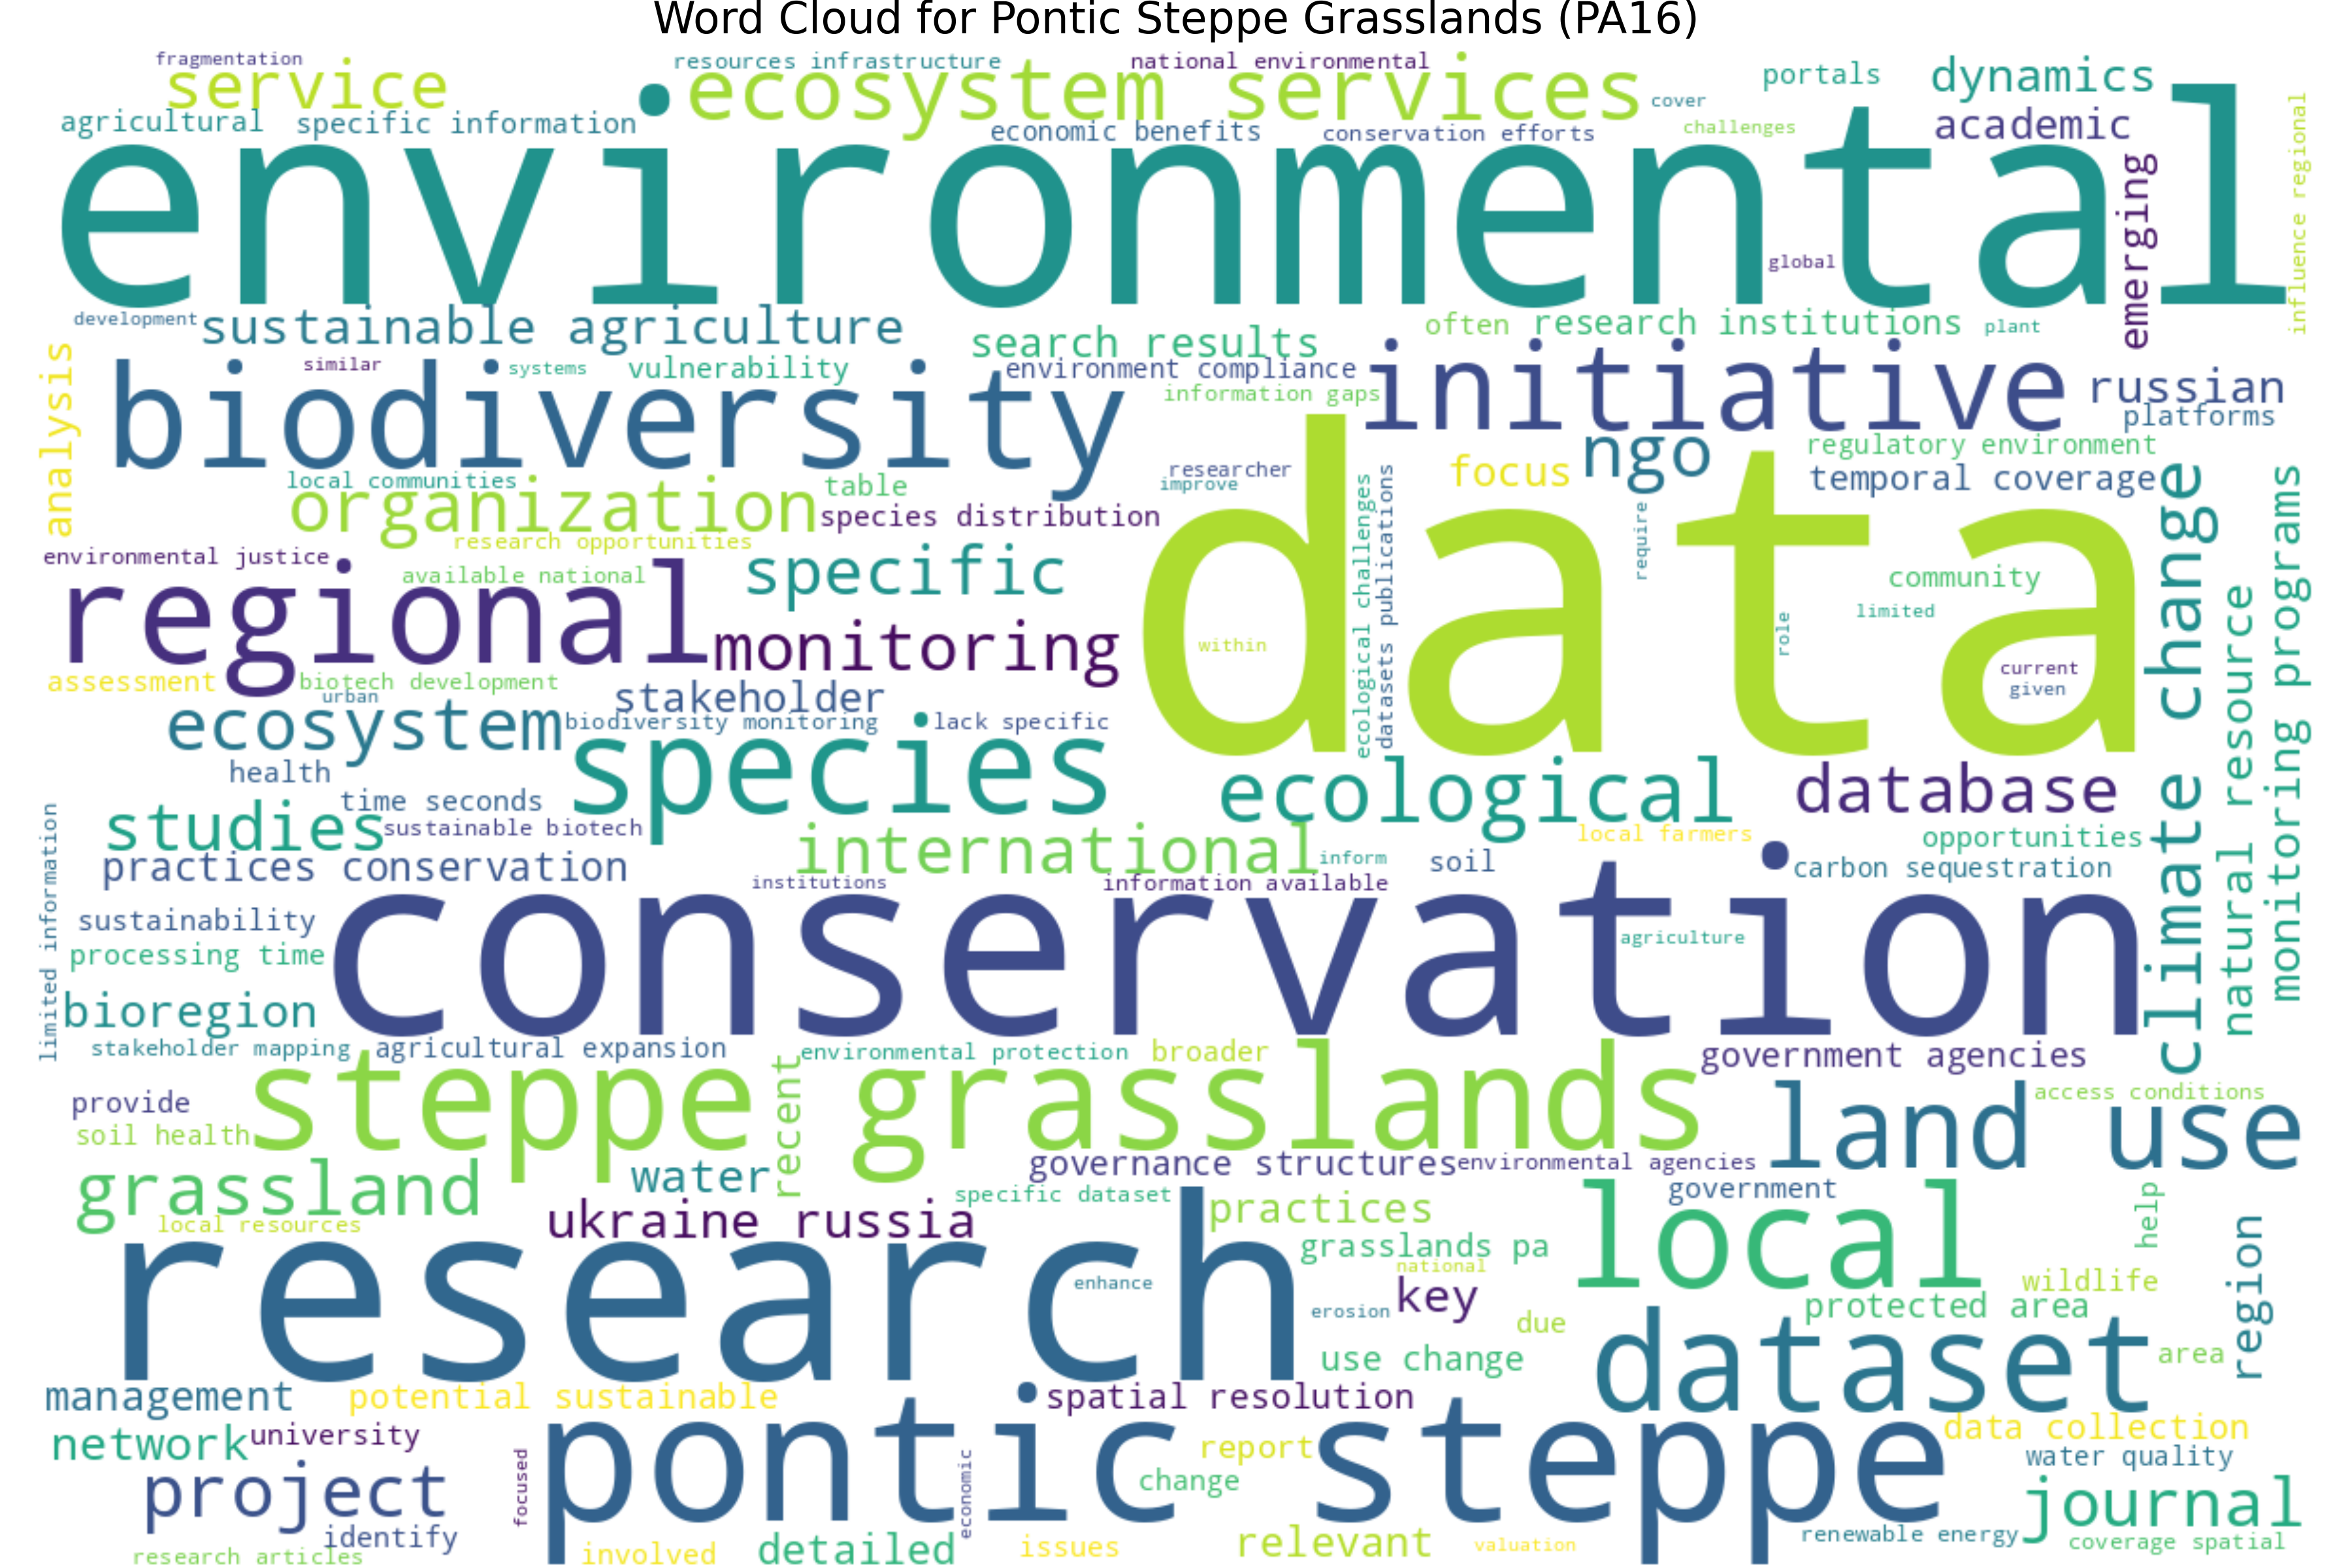 Word Cloud for Pontic Steppe Grasslands (PA16)
fragmentation
service
resources infrastructure
national environmental
ecosystem services
cover
portals
dynamics
agricultural
specific information
economic benefits
conservation efforts
challenges
academic
environmental
global
emerging
influence regional
development
sustainable agriculture
search results
often
research institutions
plant
analysis
similar
systems
vulnerability
environment compliance
information gaps
biodiversity
initiative
russian
platforms
local communities
organization
table
species distribution
research opportunities
researcher
improve
focus
ngo
regulatory environment
temporal coverage
environmental justice
available national
specific
data
ecological challenges
datasets publications
require
role
community
limited
within
current
given
climate change
natural resource
monitoring programs
regional
monitoring
assessment
biotech development
urban
stakeholder
ecosystem
biodiversity monitoring
lack specific
species
health
time seconds
studies
sustainable biotech
ecological
database
international
inform
local farmers
opportunities
practices conservation
institutions
information available
soil
carbon sequestration
limited information
sustainability
processing time
conservation
agriculture
bioregion
stakeholder mapping
agricultural expansion
environmental protection
broader
government agencies
steppe grasslands
recent
provide
soil health
land use
access conditions
grassland
water
governance structures
environmental agencies
local resources
ukraine russia
specific dataset
practices
government
local
help
region
research
enhance
grasslands pa
national
key
erosion
due
wildlife
protected area
use change
dataset
area
management
potential sustainable
spatial resolution
network
university
pontic steppe
report
data collection
water quality
project
focused
economic
change
journal
identify
research articles
involved
detailed
issues
relevant
valuation
renewable energy
coverage spatial